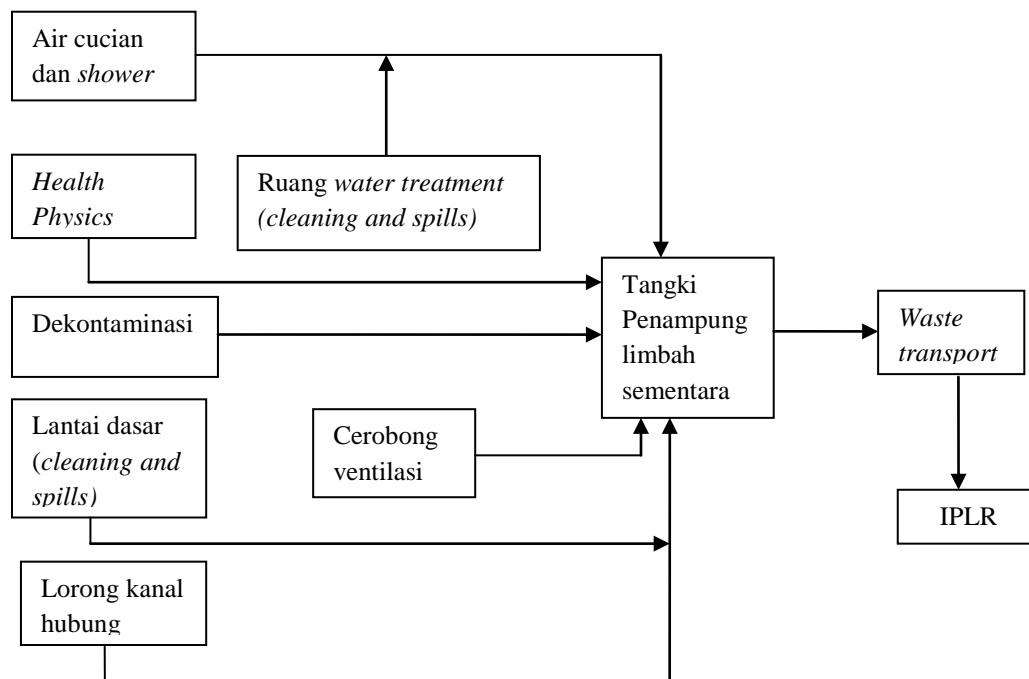 Air cucian
dan shower
Health
Physics
Ruang water treatment
(cleaning and spills)
Dekontaminasi
Tangki
Penampung
limbah
sementara
Waste
transport
Lantai dasar
(cleaning and
spills)
Cerobong
ventilasi
IPLR
Lorong kanal
hubung